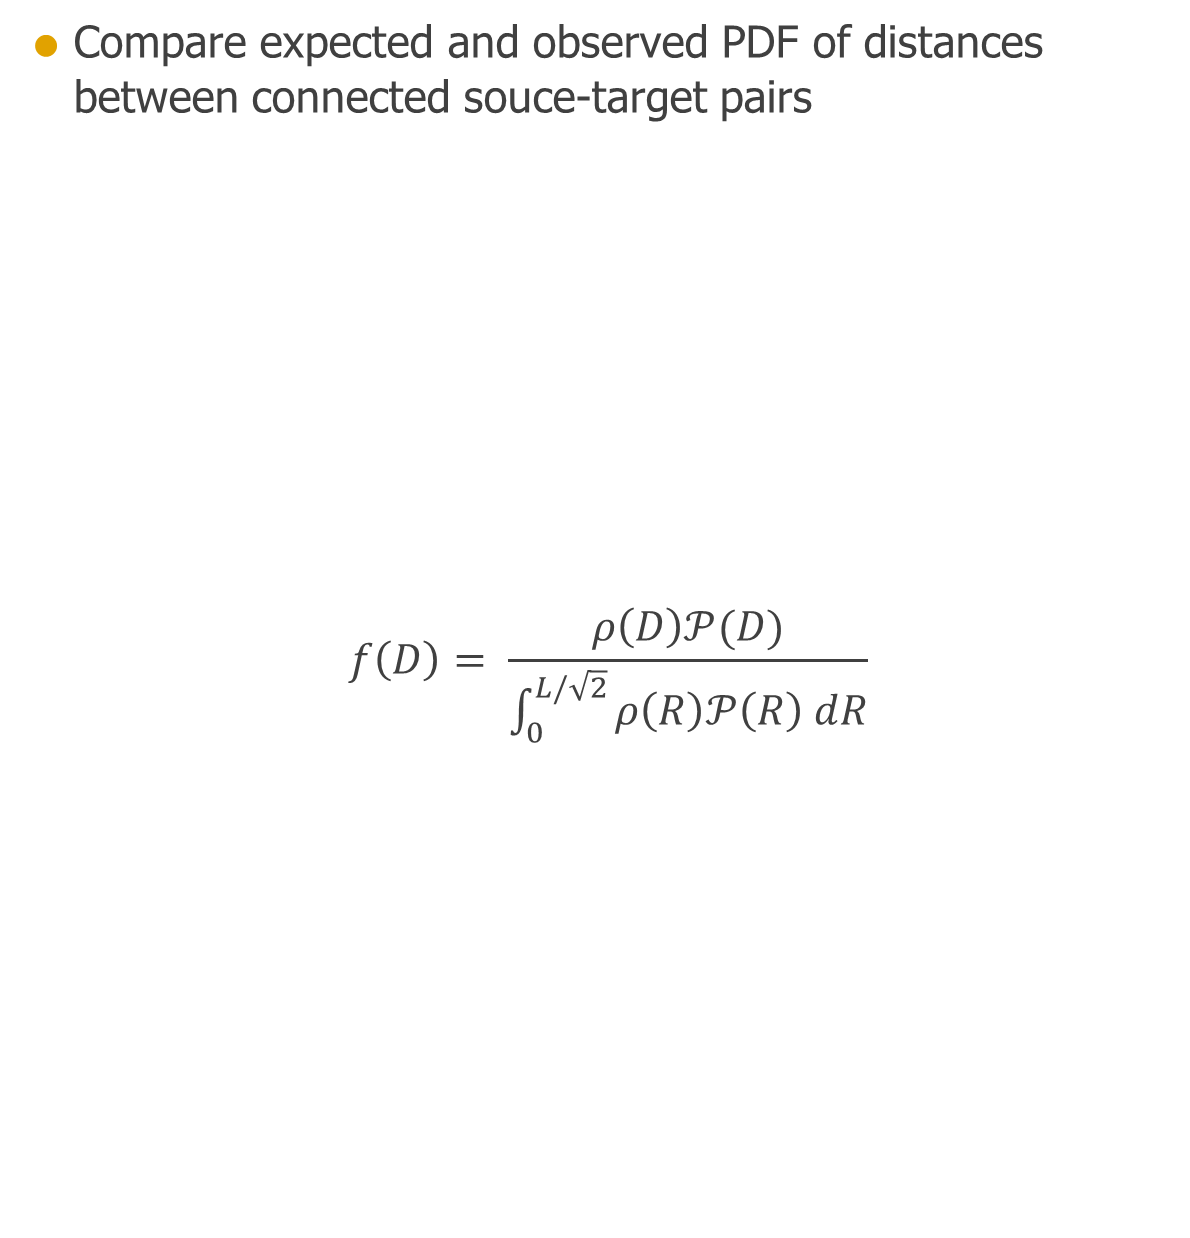 • Compare expected and observed PDF of distances
between connected souce-target pairs
f(D) = ρ(D)𝒫(D) / ∫₀^{L/√2} ρ(R)𝒫(R) dR